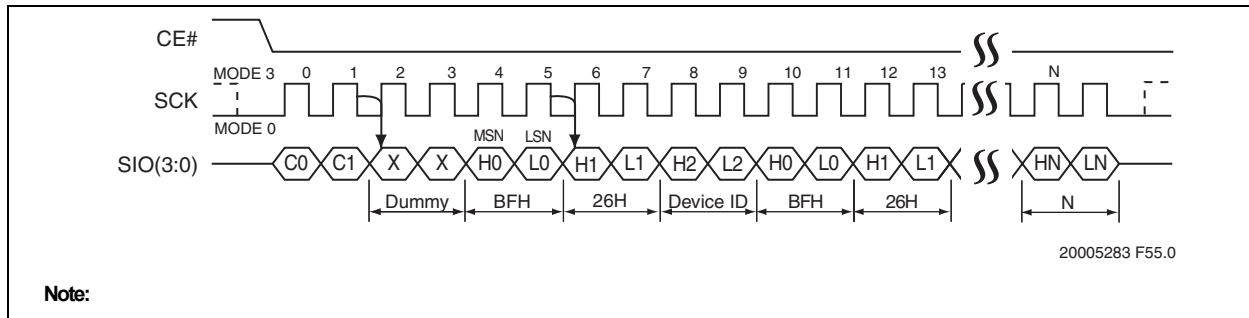 CE#
MODE 3 0 1 2 3 4 5 6 7 8 9 10 11 12 13 N
SCK
MODE 0
MSN LSN
SIO(3:0) C0 C1 X X H0 L0 H1 L1 H2 L2 H0 L0 H1 L1 HN LN
Dummy BFH 26H Device ID BFH 26H N
20005283 F55.0
Note: